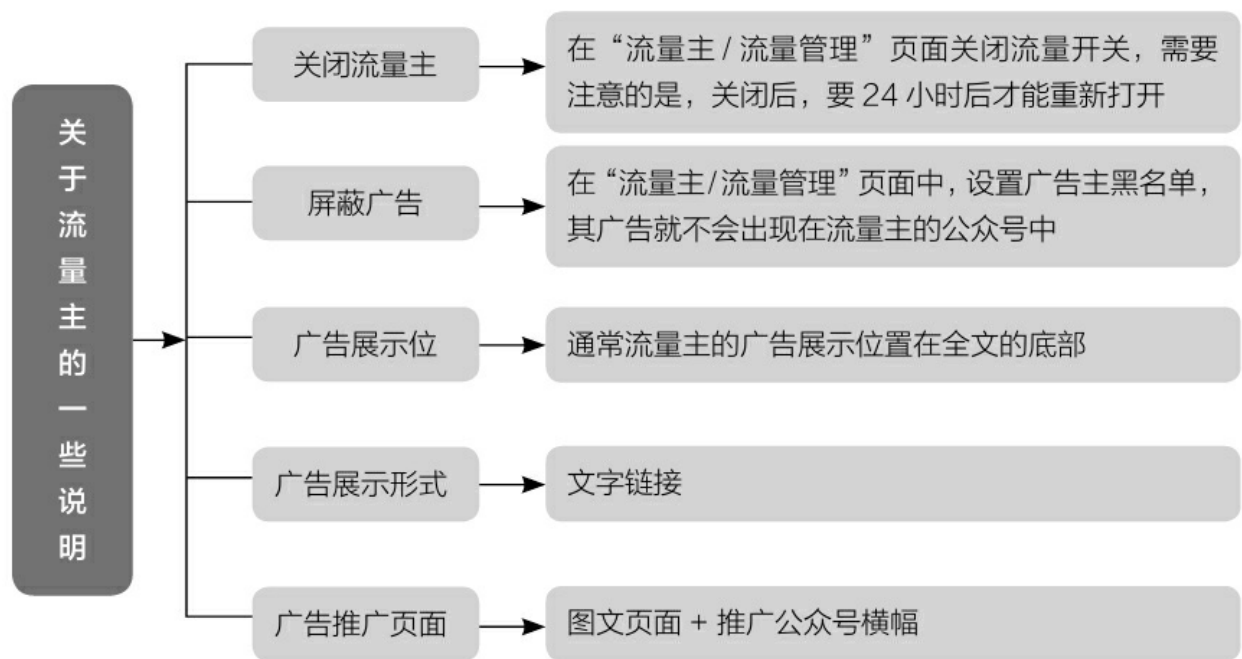 关于流量主的一些说明
关闭流量主
在“流量主/流量管理”页面关闭流量开关，需要
注意的是，关闭后，要24小时后才能重新打开
屏蔽广告
在“流量主/流量管理”页面中，设置广告主黑名单，
其广告就不会出现在流量主的公众号中
广告展示位
通常流量主的广告展示位置在全文的底部
广告展示形式
文字链接
广告推广页面
图文页面 + 推广公众号横幅